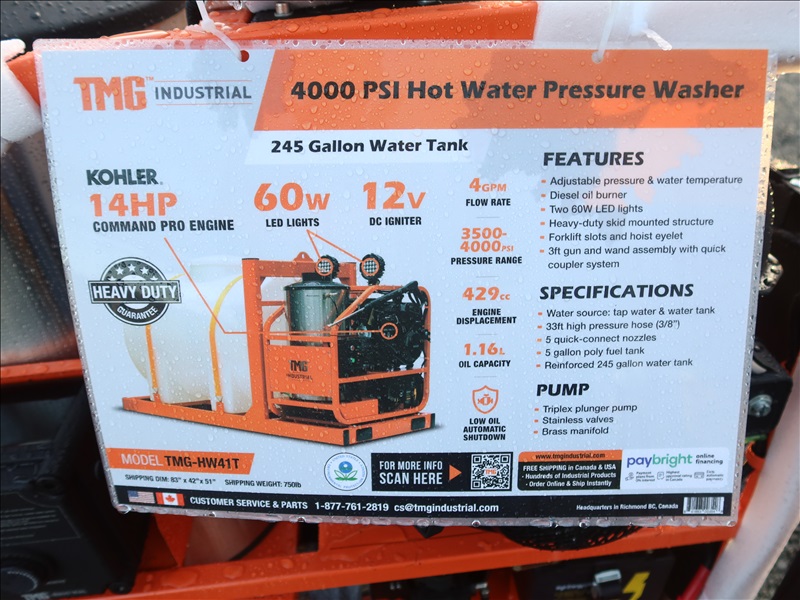 TMG™ INDUSTRIAL
4000 PSI Hot Water Pressure Washer
245 Gallon Water Tank
KOHLER.
14HP
COMMAND PRO ENGINE
60W
LED LIGHTS
12V
DC IGNITER
4GPM
FLOW RATE
3500-
4000PSI
PRESSURE RANGE
429cc
ENGINE
DISPLACEMENT
1.16L
OIL CAPACITY
LOW OIL
AUTOMATIC
SHUTDOWN
HEAVY DUTY
GUARANTEE
TMG
INDUSTRIAL
FEATURES
- Adjustable pressure & water temperature
- Diesel oil burner
- Two 60W LED lights
- Heavy-duty skid mounted structure
- Forklift slots and hoist eyelet
- 3ft gun and wand assembly with quick
coupler system
SPECIFICATIONS
- Water source: tap water & water tank
- 33ft high pressure hose (3/8")
- 5 quick-connect nozzles
- 5 gallon poly fuel tank
- Reinforced 245 gallon water tank
PUMP
- Triplex plunger pump
- Stainless valves
- Brass manifold
MODEL TMG-HW41T
SHIPPING DIM: 83" x 42" x 51" SHIPPING WEIGHT: 750lb
FOR MORE INFO
SCAN HERE
www.tmgindustrial.com
FREE SHIPPING in Canada & USA
- Hundreds of Industrial Products
- Order Online & Ship Instantly
paybright online
financing
CUSTOMER SERVICE & PARTS 1-877-761-2819 cs@tmgindustrial.com
Headquarters in Richmond BC, Canada